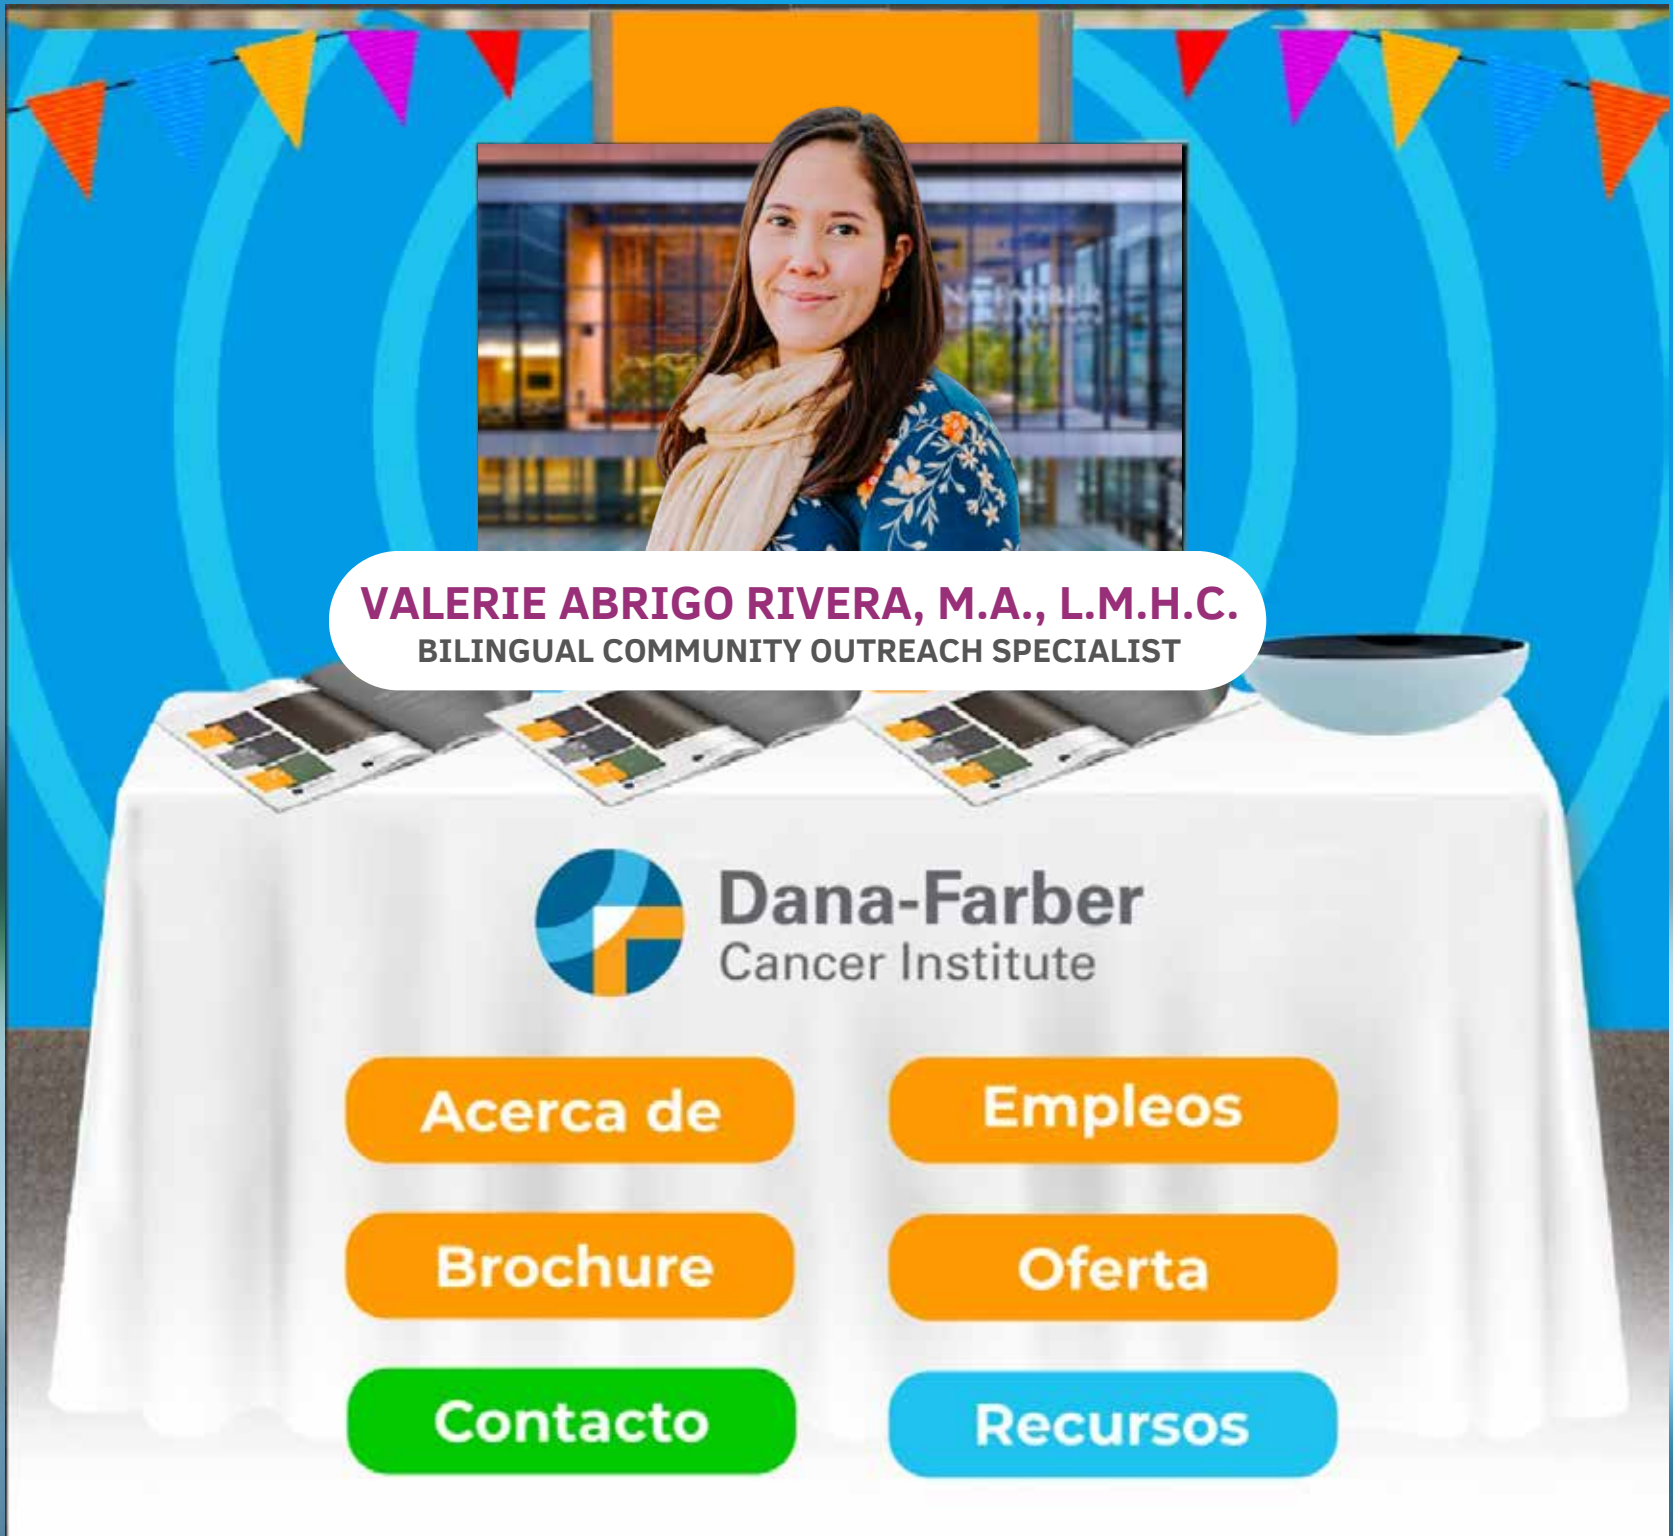 VALERIE ABRIGO RIVERA, M.A., L.M.H.C.
BILINGUAL COMMUNITY OUTREACH SPECIALIST
Dana-Farber
Cancer Institute
Acerca de
Empleos
Brochure
Oferta
Contacto
Recursos